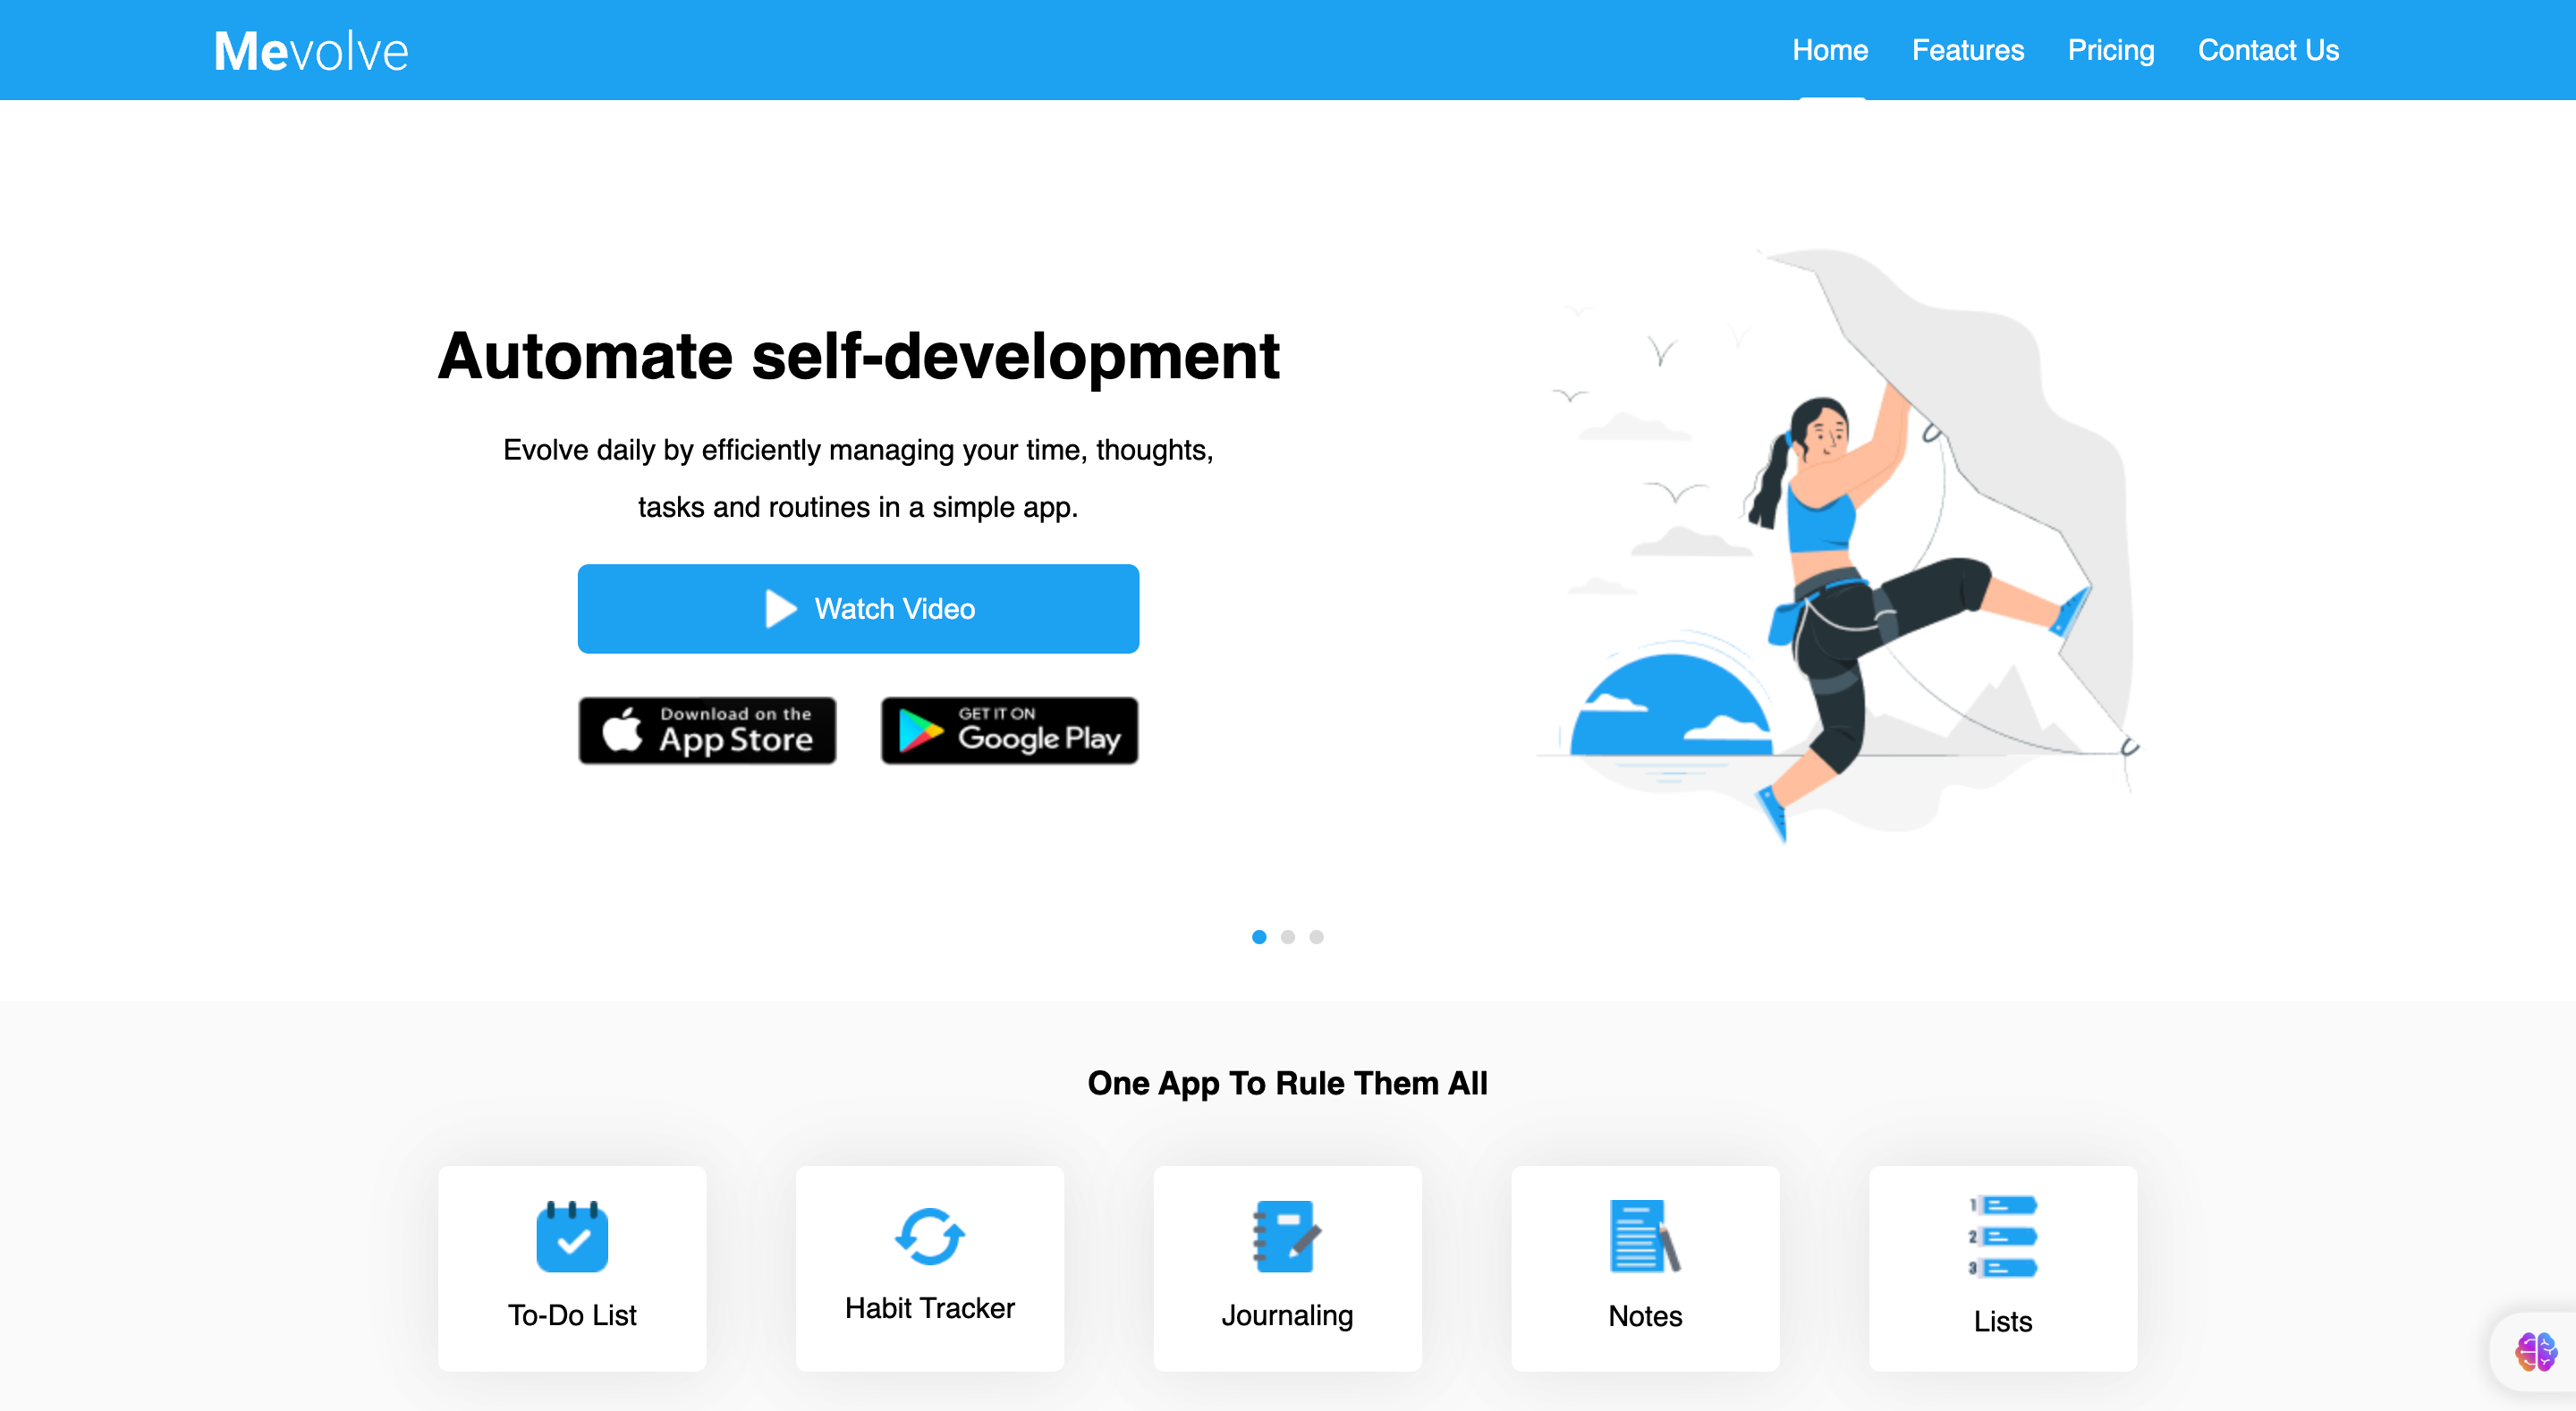 Mevolve
Home
Features
Pricing
Contact Us
Automate self-development
Evolve daily by efficiently managing your time, thoughts,
tasks and routines in a simple app.
Watch Video
Download on the
App Store
GET IT ON
Google Play
One App To Rule Them All
To-Do List
Habit Tracker
Journaling
Notes
1
2
3
Lists